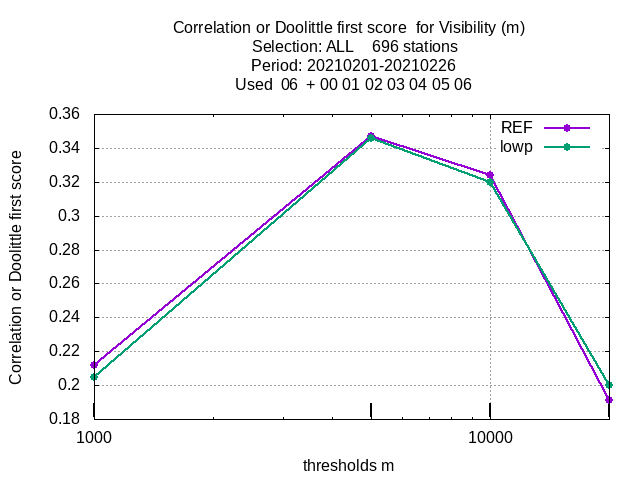 Correlation or Doolittle first score  for Visibility (m)
Selection: ALL    696 stations
Period: 20210201-20210226
Used  06  + 00 01 02 03 04 05 06
Correlation or Doolittle first score
0.36
0.34
0.32
0.3
0.28
0.26
0.24
0.22
0.2
0.18
REF
lowp
1000
10000
thresholds m